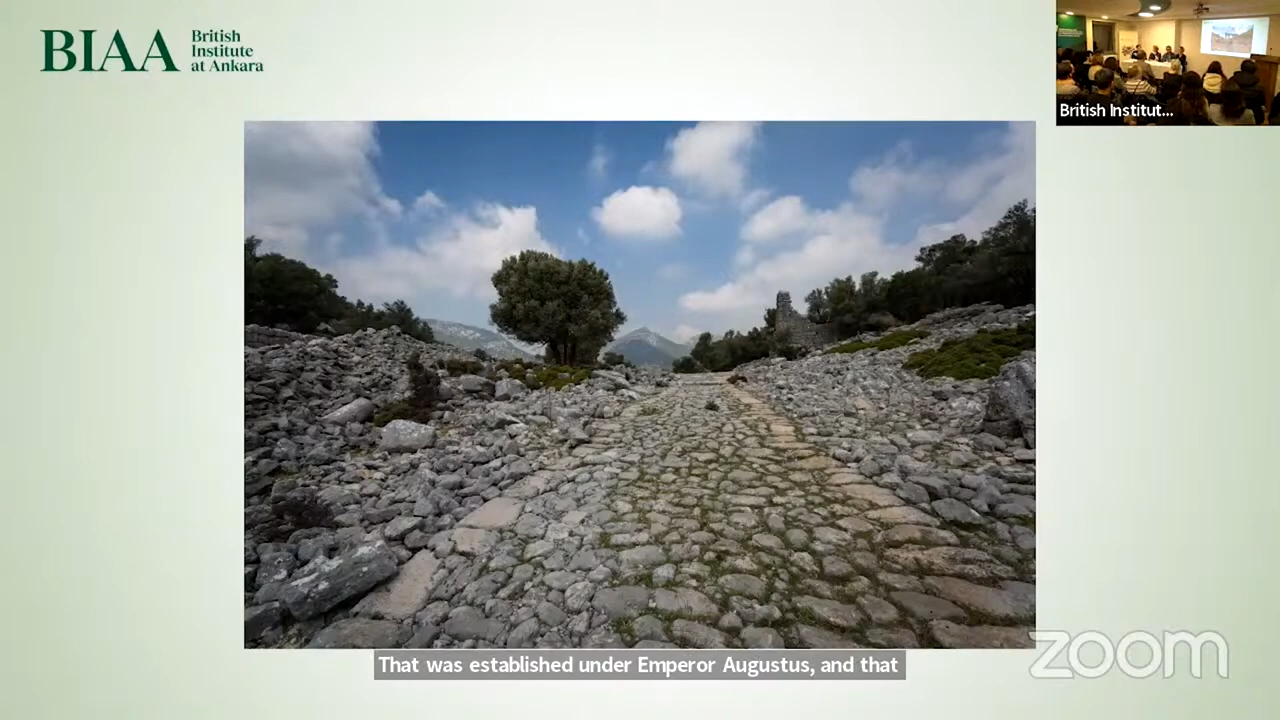 BIAA
British
Institute
at Ankara
British Institut...
That was established under Emperor Augustus, and that
zoom